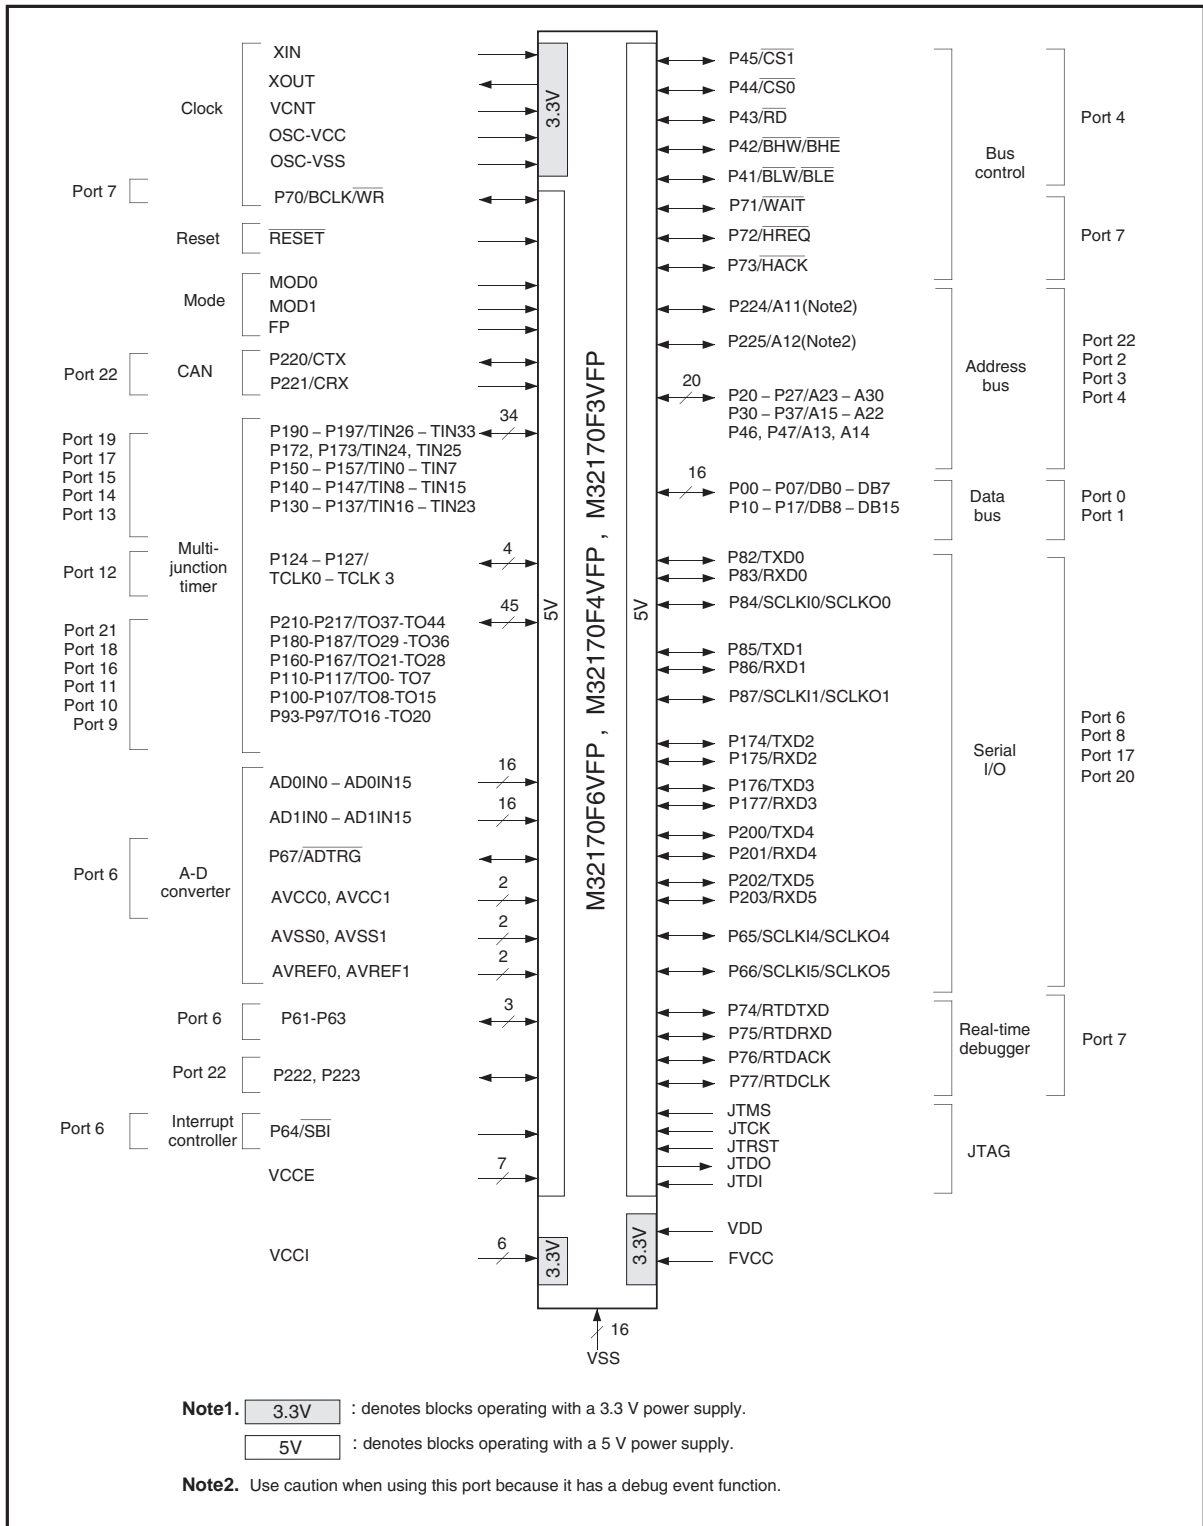 Clock
XIN
XOUT
VCNT
OSC-VCC
OSC-VSS
Port 7
P70/BCLK/WR
Reset
RESET
Mode
MOD0
MOD1
FP
Port 22
CAN
P220/CTX
P221/CRX
Port 19
Port 17
Port 15
Port 14
Port 13
34
P190 – P197/TIN26 – TIN33
P172, P173/TIN24, TIN25
P150 – P157/TIN0 – TIN7
P140 – P147/TIN8 – TIN15
P130 – P137/TIN16 – TIN23
Multi-
junction
timer
Port 12
P124 – P127/
TCLK0 – TCLK 3
4
Port 21
Port 18
Port 16
Port 11
Port 10
Port 9
45
P210-P217/TO37-TO44
P180-P187/TO29 -TO36
P160-P167/TO21-TO28
P110-P117/TO0- TO7
P100-P107/TO8-TO15
P93-P97/TO16 -TO20
AD0IN0 – AD0IN15
16
AD1IN0 – AD1IN15
16
Port 6
A-D
converter
P67/ADTRG
AVCC0, AVCC1
2
AVSS0, AVSS1
2
AVREF0, AVREF1
2
Port 6
P61-P63
3
Port 22
P222, P223
Port 6
Interrupt
controller
P64/SBI
VCCE
7
VCCI
6
3.3V
5V
3.3V
M32170F6VFP , M32170F4VFP , M32170F3VFP
5V
3.3V
16
VSS
P45/CS1
P44/CS0
P43/RD
P42/BHW/BHE
P41/BLW/BLE
P71/WAIT
P72/HREQ
P73/HACK
Bus
control
Port 4
Port 7
P224/A11(Note2)
P225/A12(Note2)
20
P20 – P27/A23 – A30
P30 – P37/A15 – A22
P46, P47/A13, A14
Address
bus
Port 22
Port 2
Port 3
Port 4
16
P00 – P07/DB0 – DB7
P10 – P17/DB8 – DB15
Data
bus
Port 0
Port 1
P82/TXD0
P83/RXD0
P84/SCLKI0/SCLKO0
P85/TXD1
P86/RXD1
P87/SCLKI1/SCLKO1
P174/TXD2
P175/RXD2
P176/TXD3
P177/RXD3
P200/TXD4
P201/RXD4
P202/TXD5
P203/RXD5
P65/SCLKI4/SCLKO4
P66/SCLKI5/SCLKO5
Serial
I/O
Port 6
Port 8
Port 17
Port 20
P74/RTDTXD
P75/RTDRXD
P76/RTDACK
P77/RTDCLK
Real-time
debugger
Port 7
JTMS
JTCK
JTRST
JTDO
JTDI
JTAG
VDD
FVCC
Note1. 3.3V : denotes blocks operating with a 3.3 V power supply.
5V : denotes blocks operating with a 5 V power supply.
Note2. Use caution when using this port because it has a debug event function.